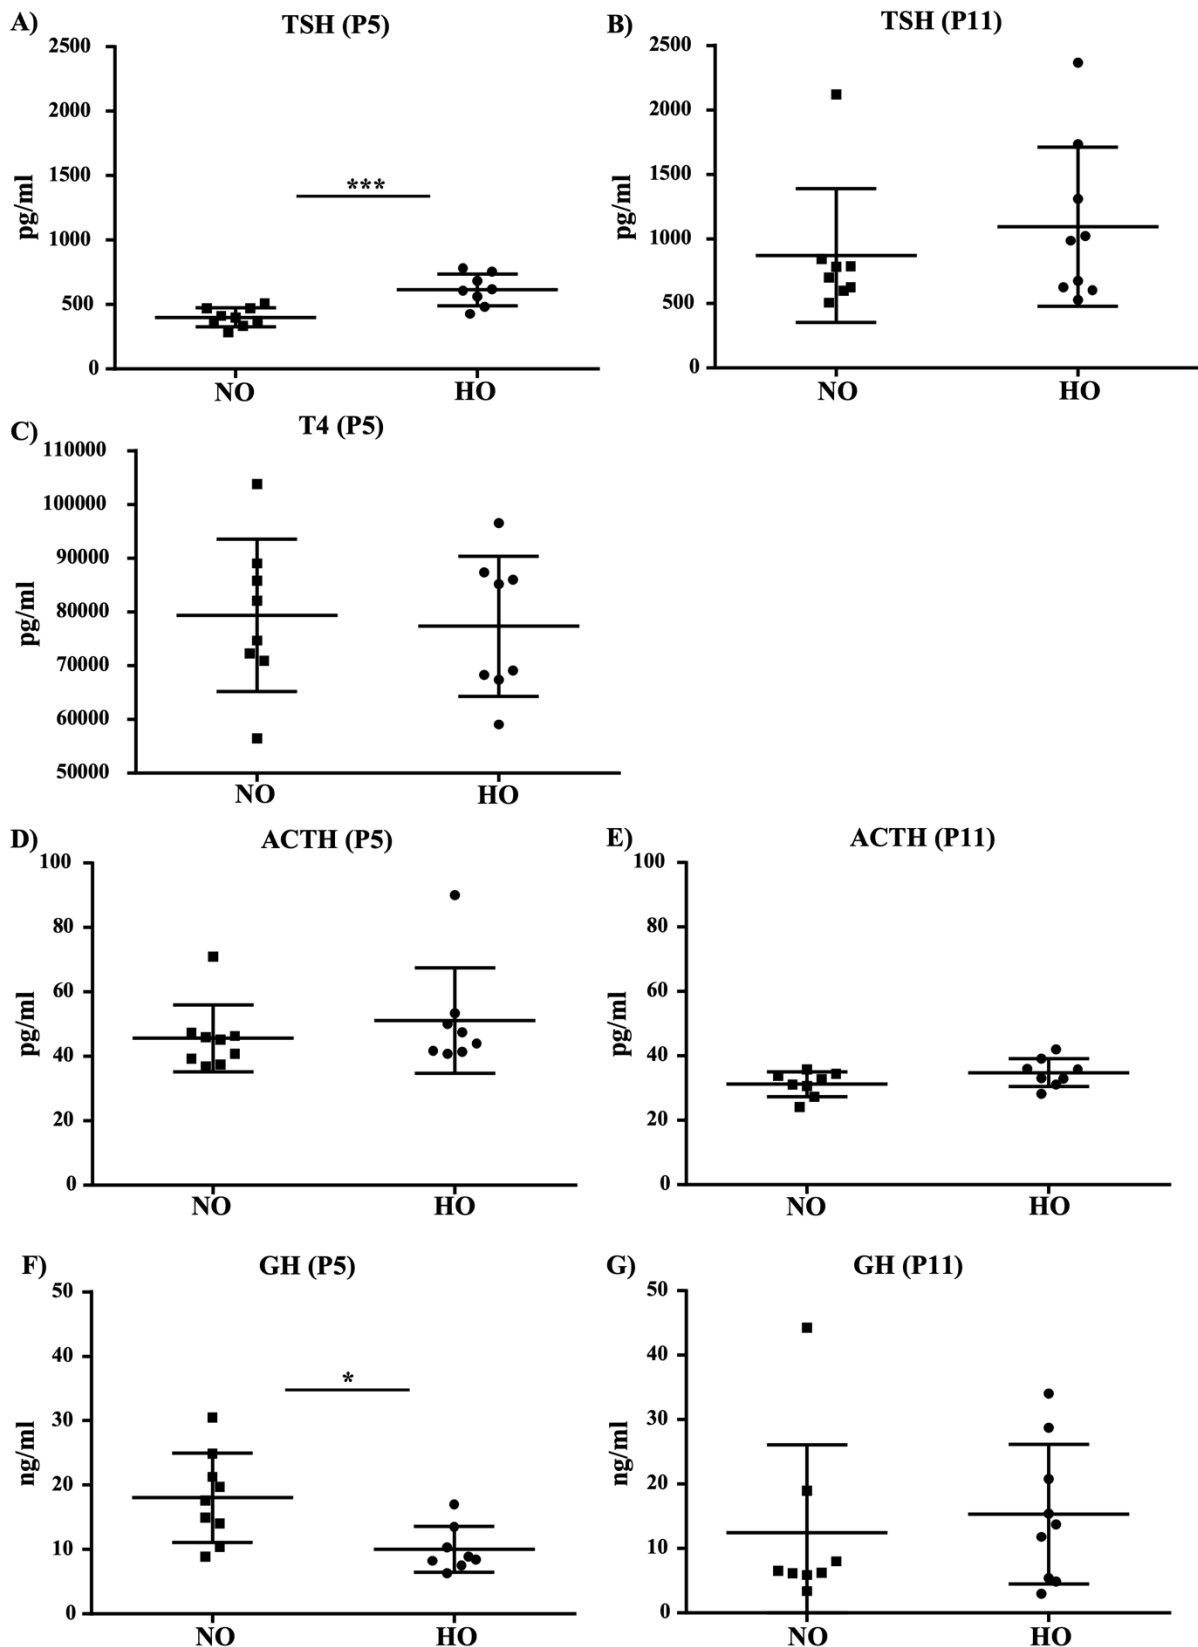 A) TSH (P5)
2500
2000
1500
1000
500
0
pg/ml
***
NO HO
B) TSH (P11)
2500
2000
1500
1000
500
0
pg/ml
NO HO
C) T4 (P5)
110000
100000
90000
80000
70000
60000
50000
pg/ml
NO HO
D) ACTH (P5)
100
80
60
40
20
0
pg/ml
NO HO
E) ACTH (P11)
100
80
60
40
20
0
pg/ml
NO HO
F) GH (P5)
50
40
30
20
10
0
ng/ml
*
NO HO
G) GH (P11)
50
40
30
20
10
0
ng/ml
NO HO